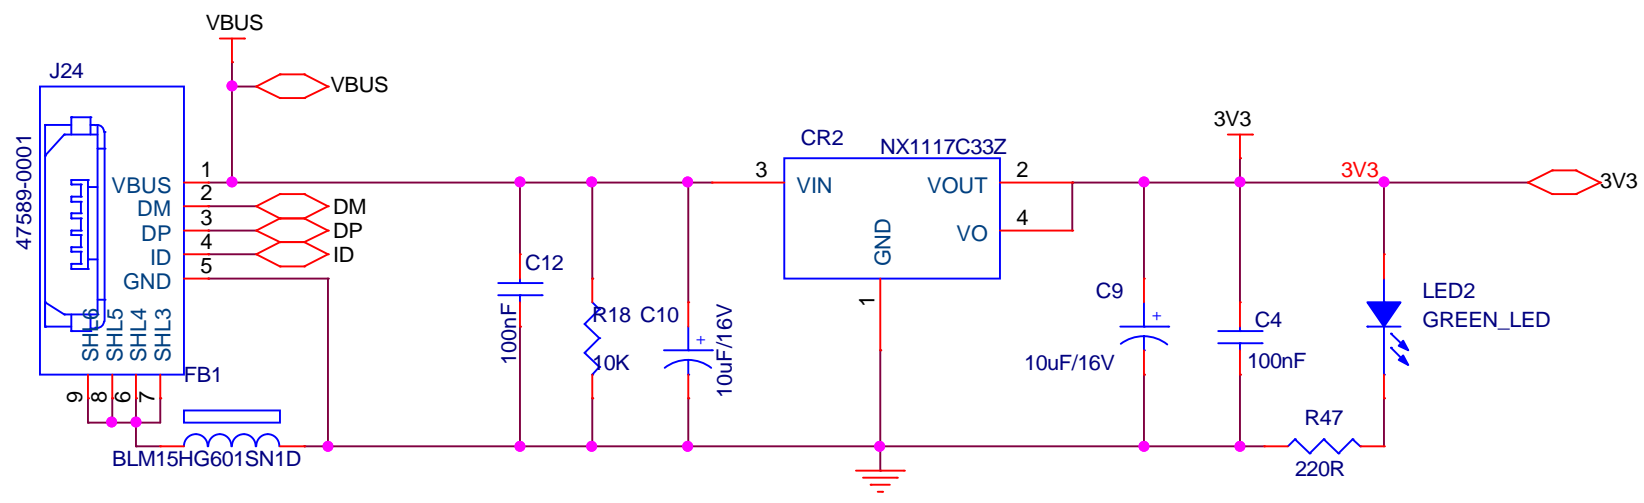 VBUS
J24
VBUS
47589-0001
1
VBUS
2
DM
DM
3
DP
DP
4
ID
ID
5
GND
SHL6
SHL5
SHL4
SHL3
9
8
6
7
FB1
BLM15HG601SN1D
C12
100nF
R18
10K
C10
+
10uF/16V
CR2
NX1117C33Z
3
VIN
VOUT
2
VO
4
GND
1
3V3
3V3
3V3
C9
+
10uF/16V
C4
100nF
LED2
GREEN_LED
R47
220R